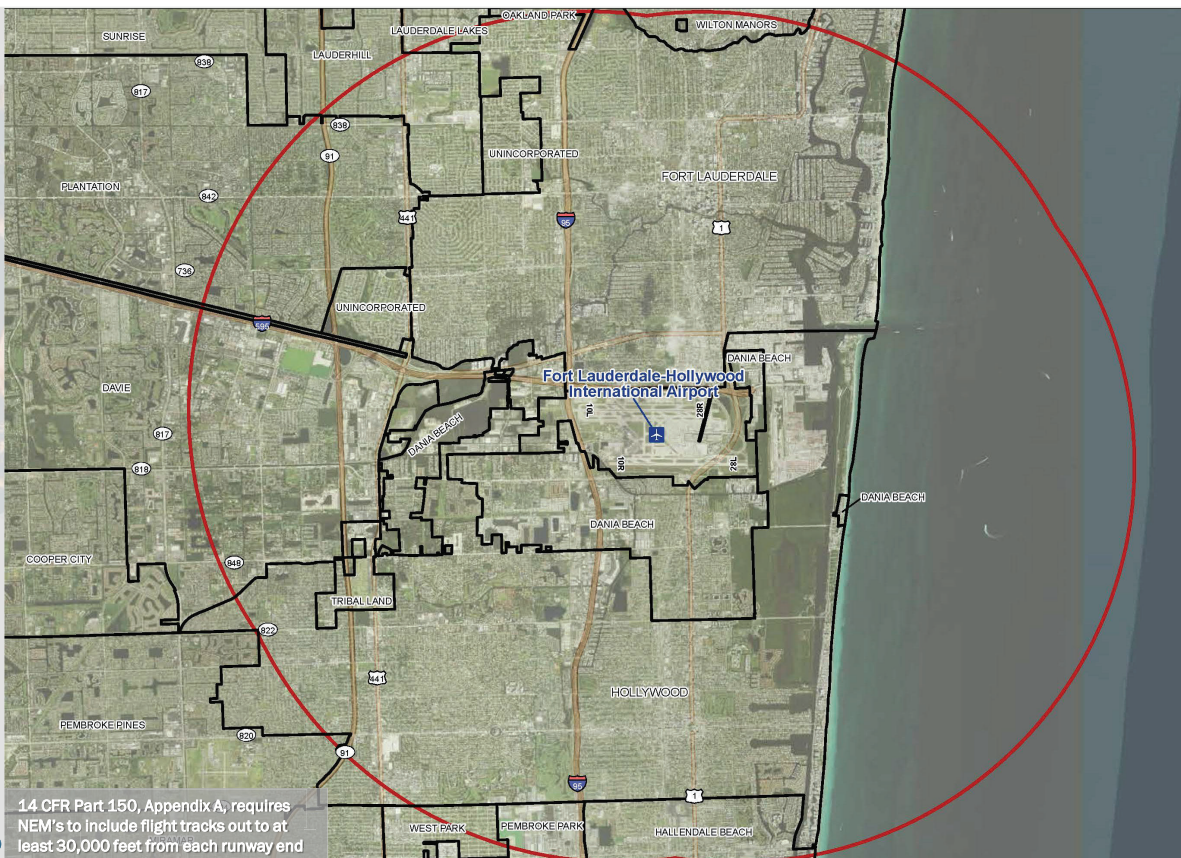 OAKLAND PARK
WILTON MANORS
LAUDERDALE LAKES
SUNRISE
LAUDERHILL
838
817
838
UNINCORPORATED
91
FORT LAUDERDALE
PLANTATION
842
441
95
1
736
UNINCORPORATED
595
DANIA BEACH
Fort Lauderdale-Hollywood
International Airport
DAVIE
10L
28R
DANIA BEACH
817
10R
28L
818
DANIA BEACH
DANIA BEACH
COOPER CITY
848
TRIBAL LAND
822
441
HOLLYWOOD
PEMBROKE PINES
820
91
95
1
14 CFR Part 150, Appendix A, requires
NEM's to include flight tracks out to at
least 30,000 feet from each runway end
MIRAMAR
WEST PARK
PEMBROKE PARK
HALLENDALE BEACH